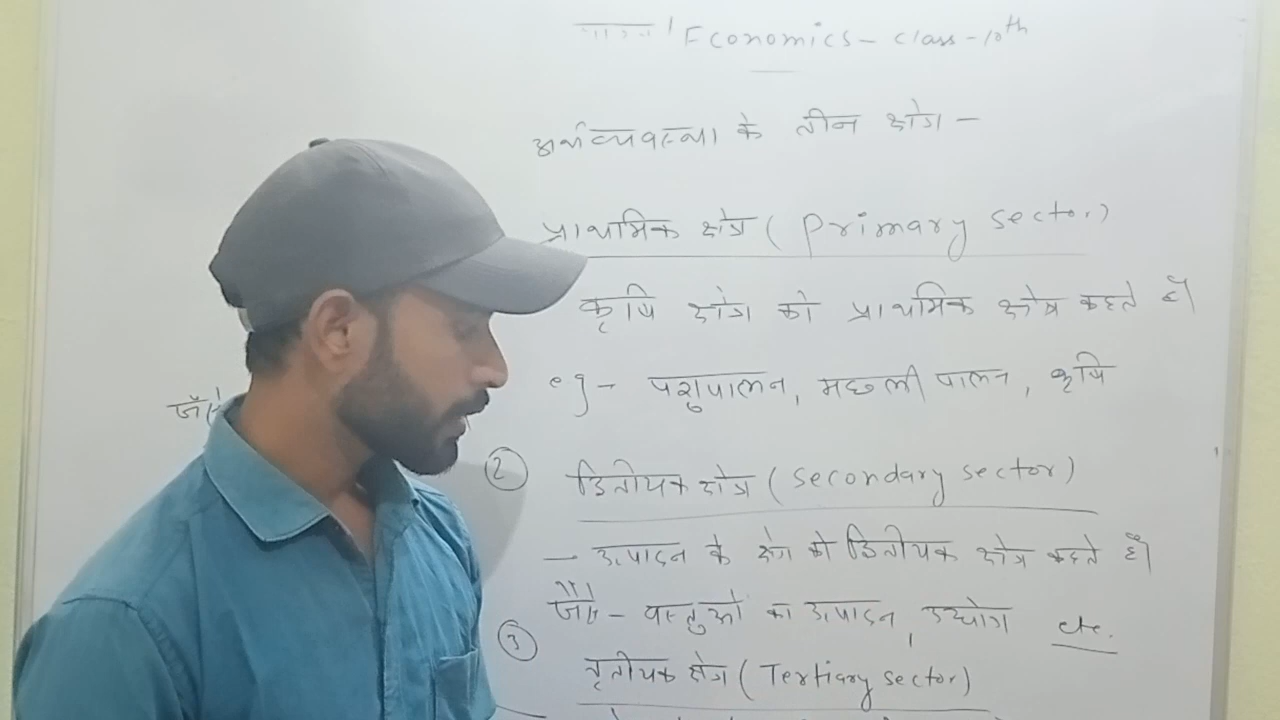 Economics - class - 10th
अर्थव्यवस्था के तीन क्षेत्र -
प्राथमिक क्षेत्र ( Primary sector )
कृषि क्षेत्र को प्राथमिक क्षेत्र कहते हैं।
eg - पशुपालन, मछली पालन, कृषि
② द्वितीयक क्षेत्र ( secondary sector )
- उत्पादन के क्षेत्र को द्वितीयक क्षेत्र कहते हैं।
जैसे - वस्तुओं का उत्पादन, उद्योग etc.
③ तृतीयक क्षेत्र ( Tertiary sector )